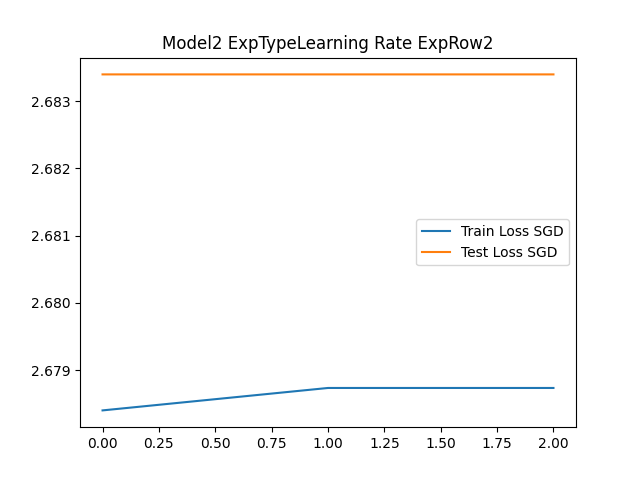 Model2 ExpTypeLearning Rate ExpRow2
2.683
2.682
2.681
2.680
2.679
Train Loss SGD
Test Loss SGD
0.00 0.25 0.50 0.75 1.00 1.25 1.50 1.75 2.00